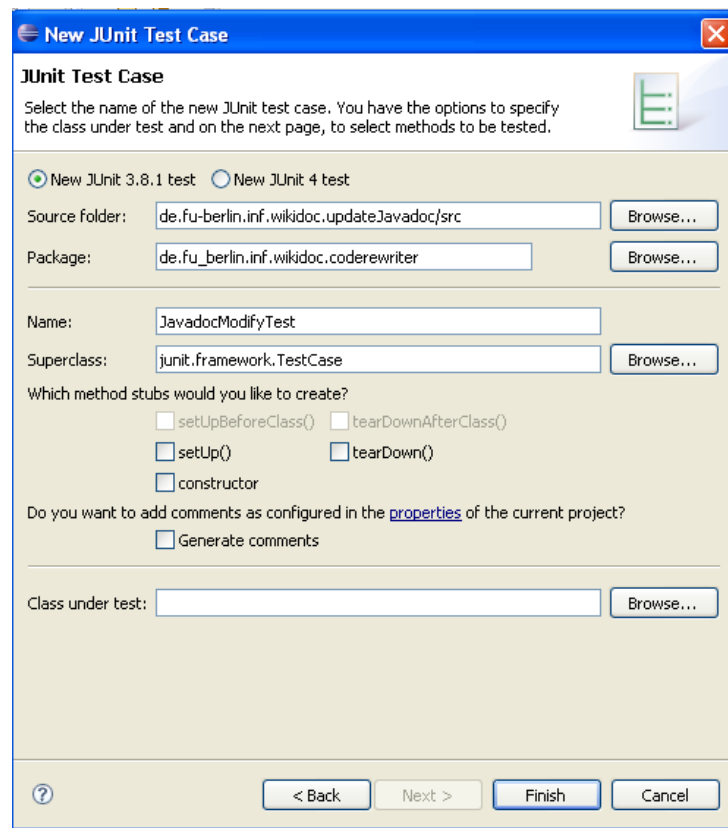 New JUnit Test Case
JUnit Test Case
Select the name of the new JUnit test case. You have the options to specify
the class under test and on the next page, to select methods to be tested.
New JUnit 3.8.1 test New JUnit 4 test
Source folder: de.fu-berlin.inf.wikidoc.updateJavadoc/src Browse...
Package: de.fu_berlin.inf.wikidoc.coderewriter Browse...
Name: JavadocModifyTest
Superclass: junit.framework.TestCase Browse...
Which method stubs would you like to create?
setUpBeforeClass() tearDownAfterClass()
setUp() tearDown()
constructor
Do you want to add comments as configured in the properties of the current project?
Generate comments
Class under test: Browse...
? < Back Next > Finish Cancel